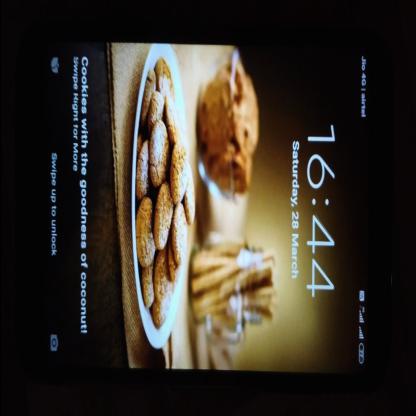 Jio 4G | airtel
16:44
Saturday, 28 March
Cookies with the goodness of coconut!
Swipe Right for More
Swipe up to unlock